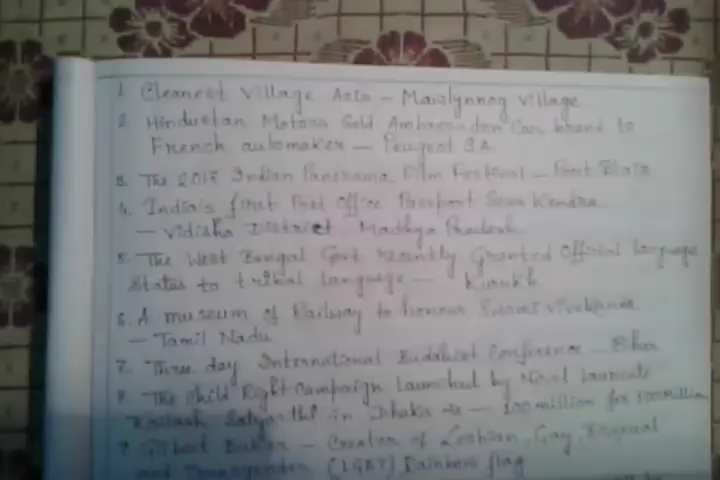 1. Cleanest Village Asia - Mawlynnog Village
2. Hindustan Motors Sold Ambassador Car brand to
French automaker - Peugeot SA
3. The 2017 Indian Panorama Film Festival - Port Blair
4. India's first Post Office Passport Sewa Kendra
- Vidisha District Madhya Pradesh
5. The West Bengal Govt recently Granted Official language
Status to tribal language - Kurukh
6. A museum of Railway to honour Swami Vivekananda
- Tamil Nadu
7. Three day International Buddhist Conference - Bihar
8. The Child Right Campaign launched by Nobel laureate
Kailash Satyarthi in Dhaka - 100 million for 100 million
9. Gilbert Baker - Creator of Lesbian, Gay, Bisexual
and Transgender (LGBT) Rainbow flag